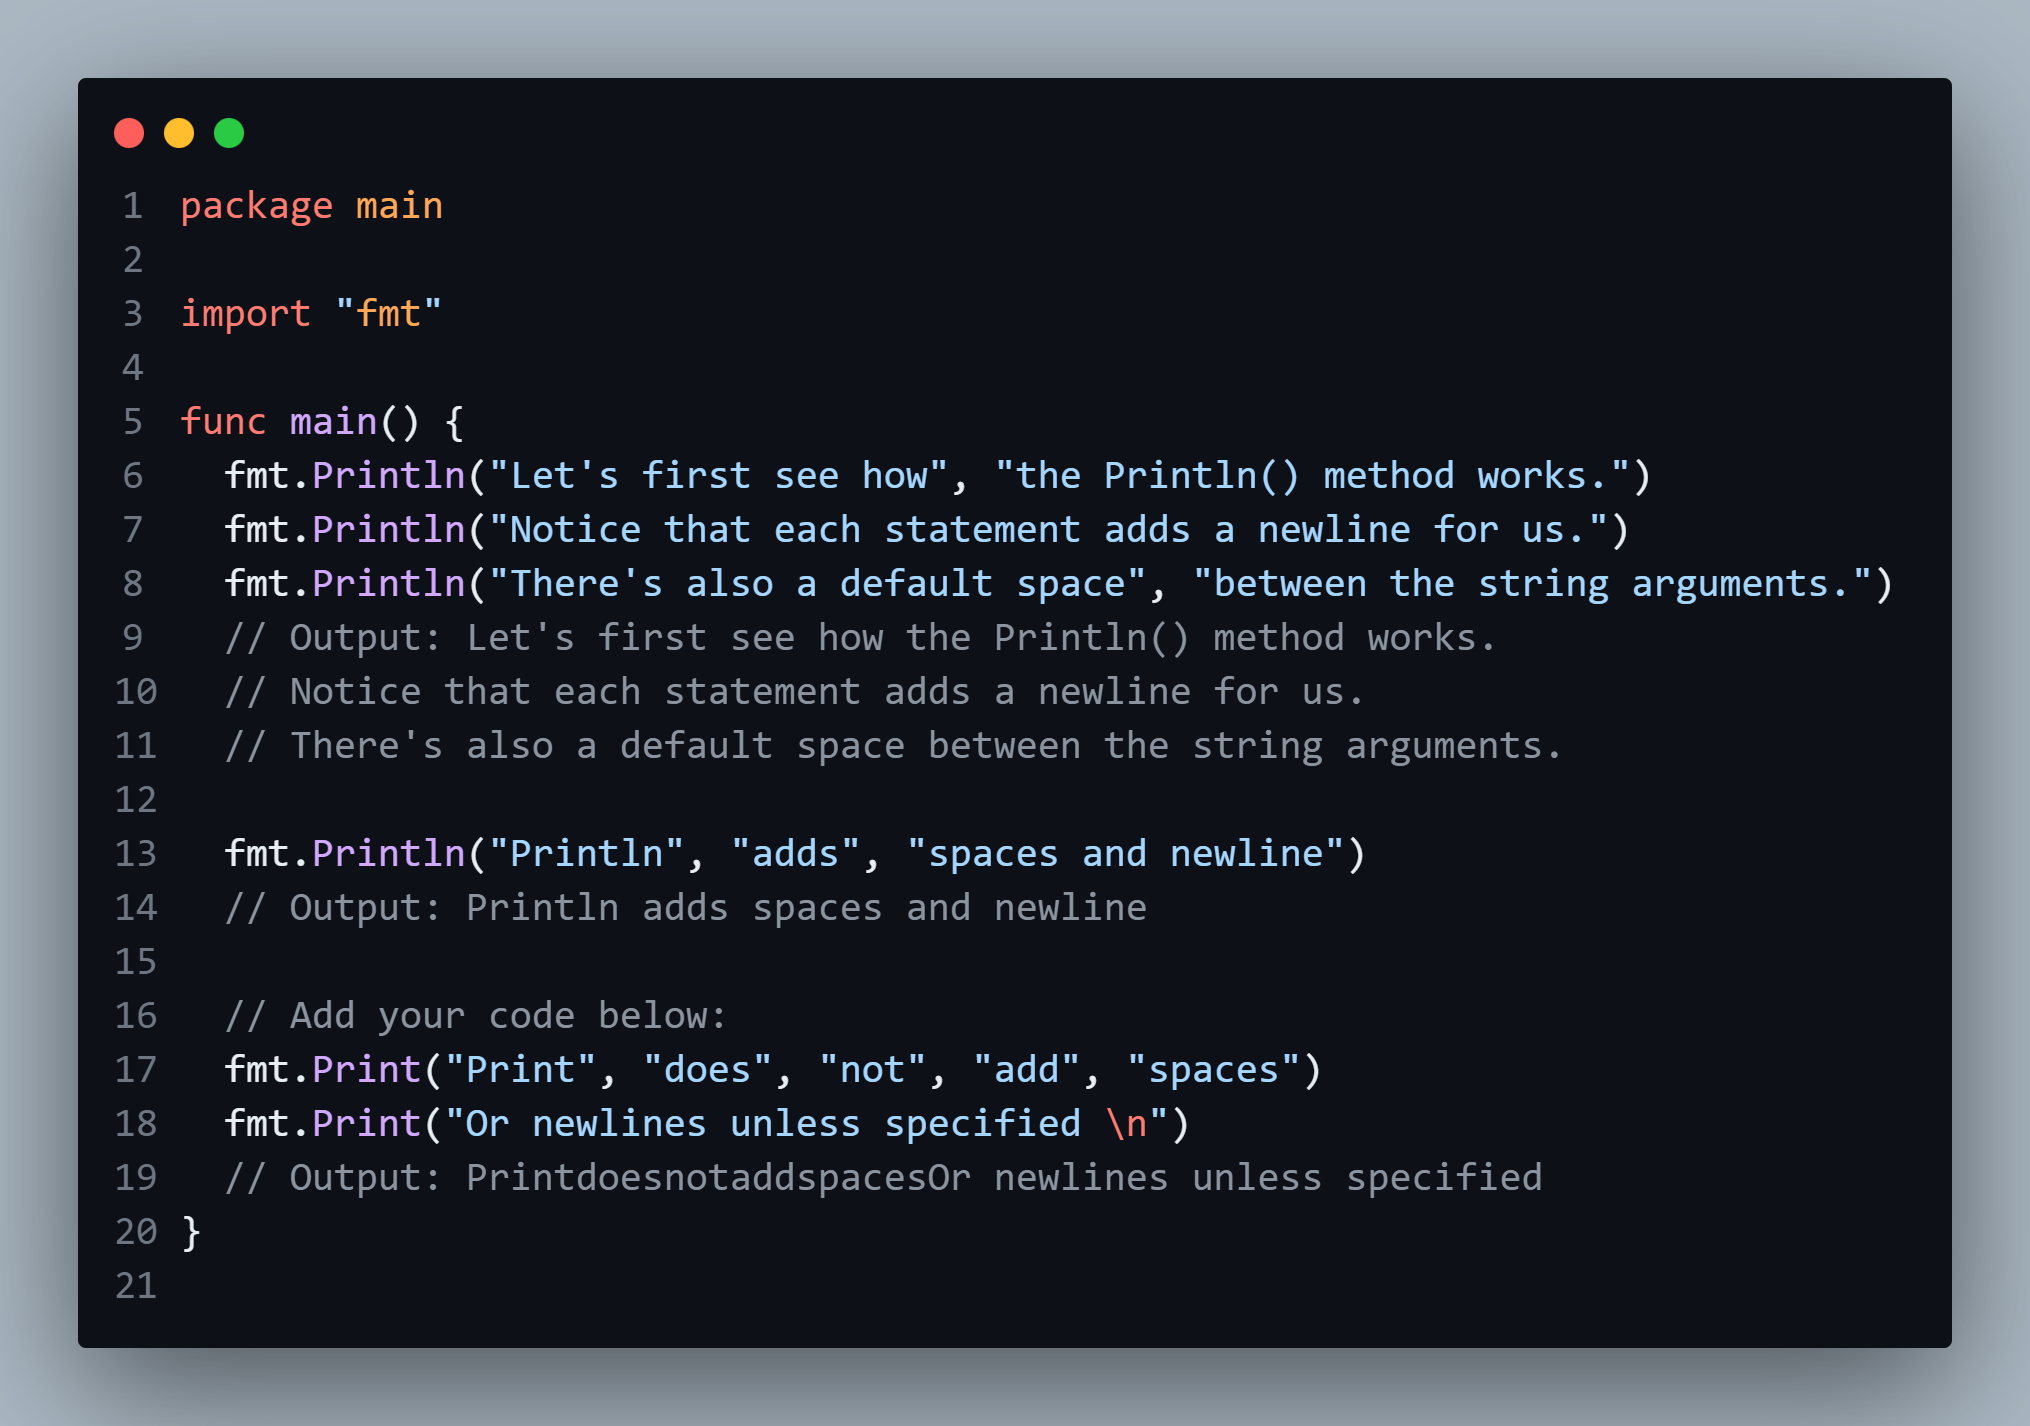 1 package main
2
3 import "fmt"
4
5 func main() {
6   fmt.Println("Let's first see how", "the Println() method works.")
7   fmt.Println("Notice that each statement adds a newline for us.")
8   fmt.Println("There's also a default space", "between the string arguments.")
9   // Output: Let's first see how the Println() method works.
10   // Notice that each statement adds a newline for us.
11   // There's also a default space between the string arguments.
12
13   fmt.Println("Println", "adds", "spaces and newline")
14   // Output: Println adds spaces and newline
15
16   // Add your code below:
17   fmt.Print("Print", "does", "not", "add", "spaces")
18   fmt.Print("Or newlines unless specified \n")
19   // Output: PrintdoesnotaddspacesOr newlines unless specified
20 }
21